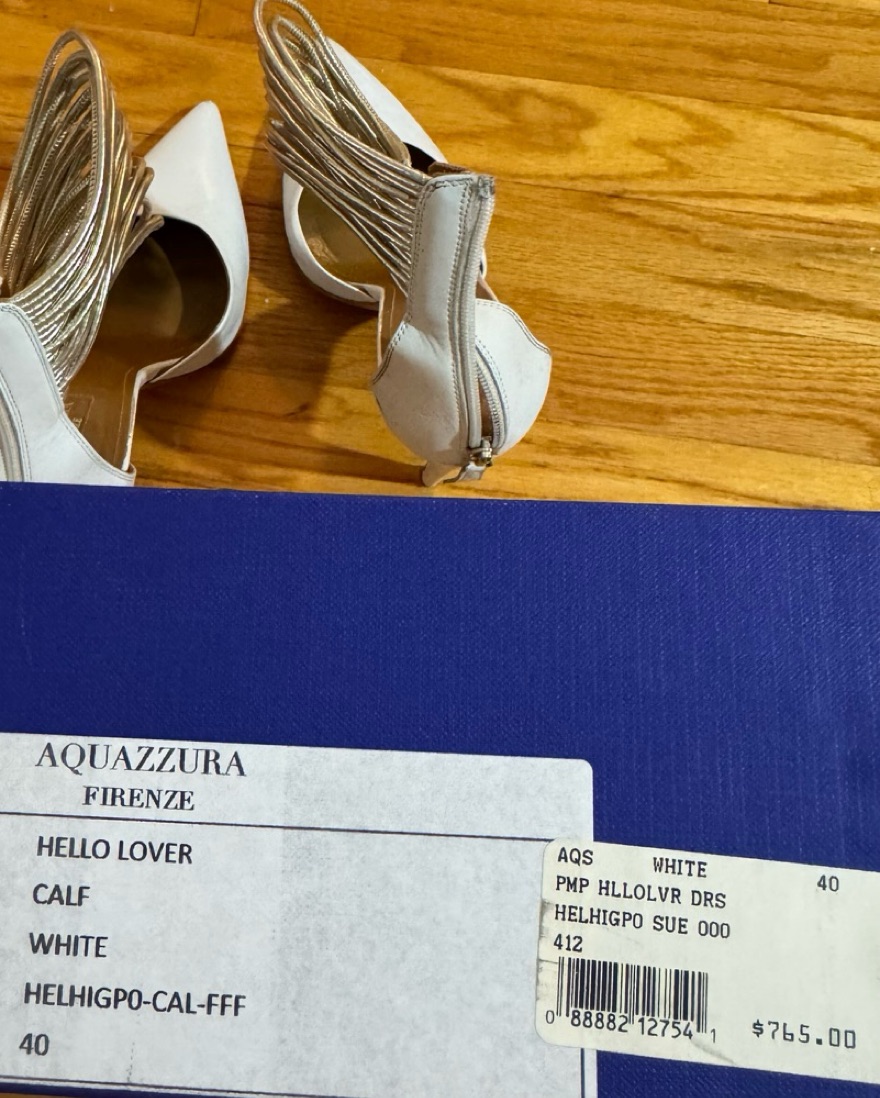 AQUAZZURA
FIRENZE
HELLO LOVER
CALF
WHITE
HELHIGP0-CAL-FFF
40
AQS WHITE 40
PMP HLLOLVR DRS
HELHIGPO SUE 000
412
0 88882 12754 1
$765.00